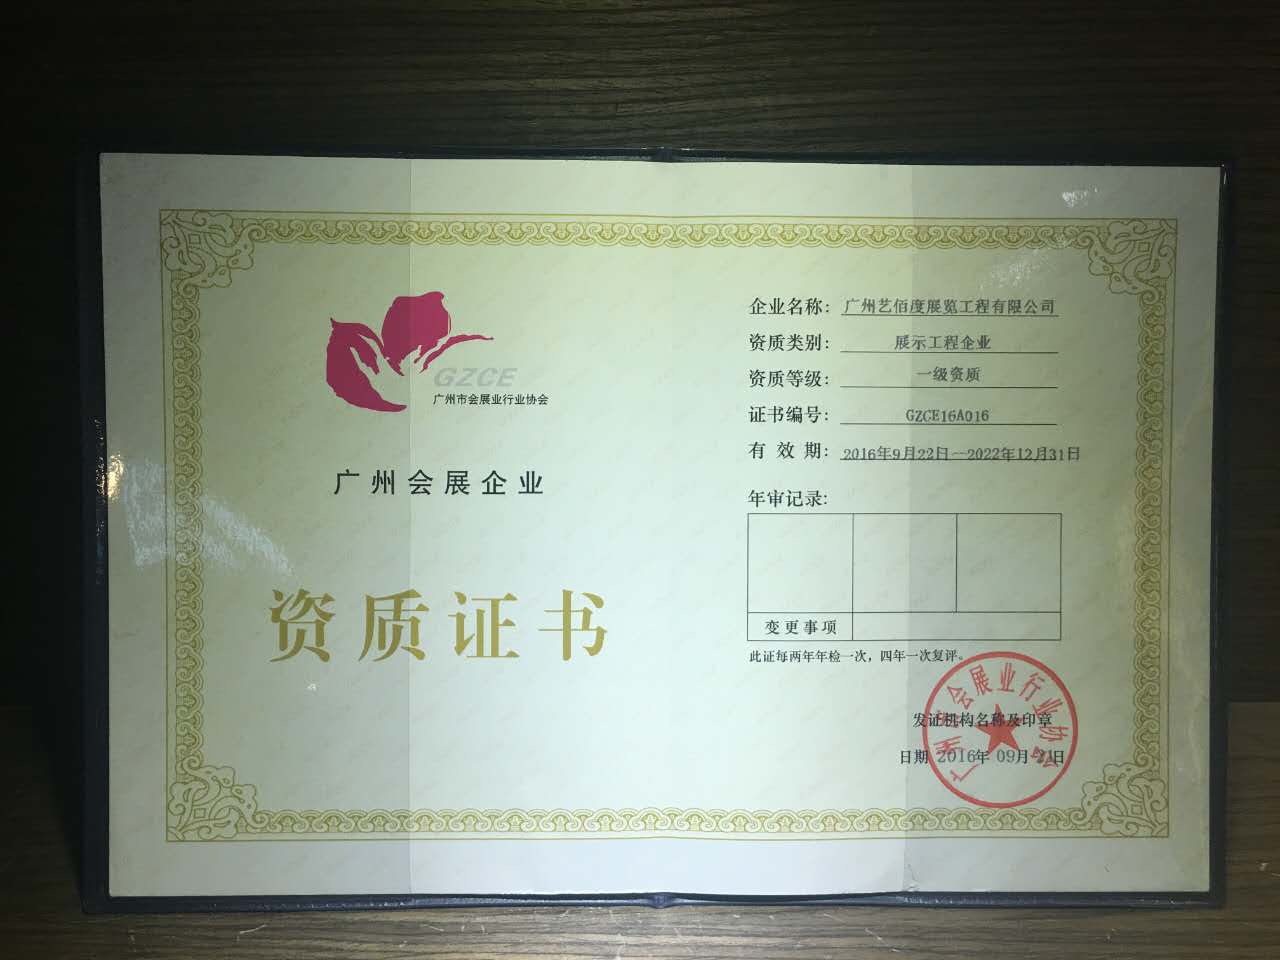 GZCE
广州市会展业行业协会
广州会展企业
资质证书
企业名称：广州艺佰度展览工程有限公司
资质类别：展示工程企业
资质等级：一级资质
证书编号：GZCE16A016
有效期：2016年9月22日—2022年12月31日
年审记录：
变更事项
此证每两年年检一次，四年一次复评。
广州市会展业行业协会
发证机构名称及印章
日期 2016年 09月 日